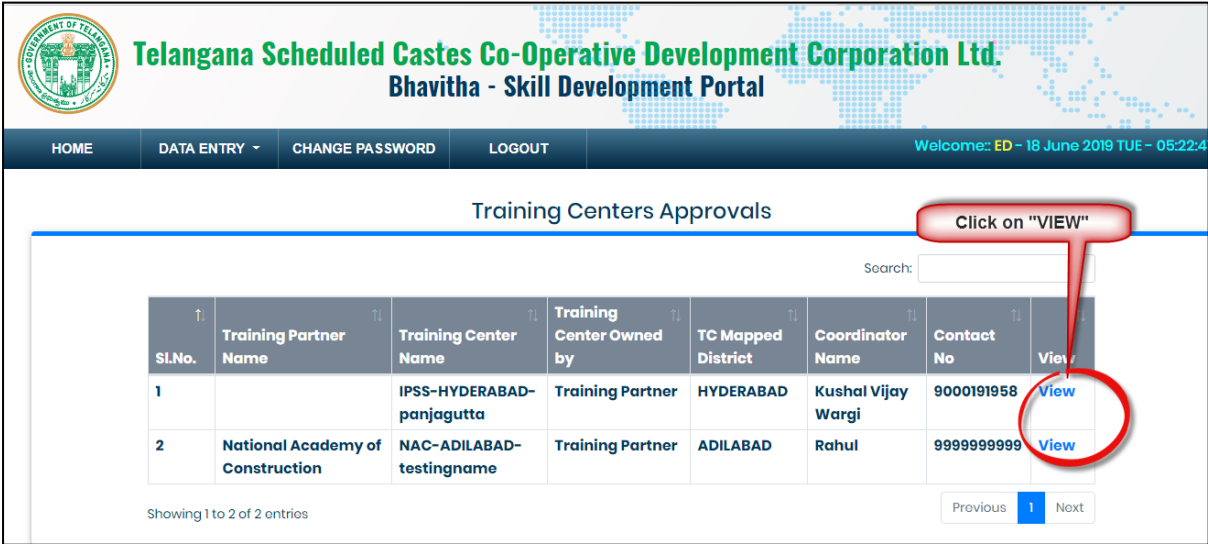 GOVERNMENT OF TELANGANA
Telangana Scheduled Castes Co-Operative Development Corporation Ltd.
Bhavitha - Skill Development Portal
HOME DATA ENTRY CHANGE PASSWORD LOGOUT Welcome:: ED - 18 June 2019 TUE - 05:22:4
Training Centers Approvals
Click on "VIEW"
Search:
Sl.No. Training Partner Name Training Center Name Training Center Owned by TC Mapped District Coordinator Name Contact No View
1 IPSS-HYDERABAD-panjagutta Training Partner HYDERABAD Kushal Vijay Wargi 9000191958 View
2 National Academy of Construction NAC-ADILABAD-testingname Training Partner ADILABAD Rahul 9999999999 View
Showing 1 to 2 of 2 entries
Previous 1 Next